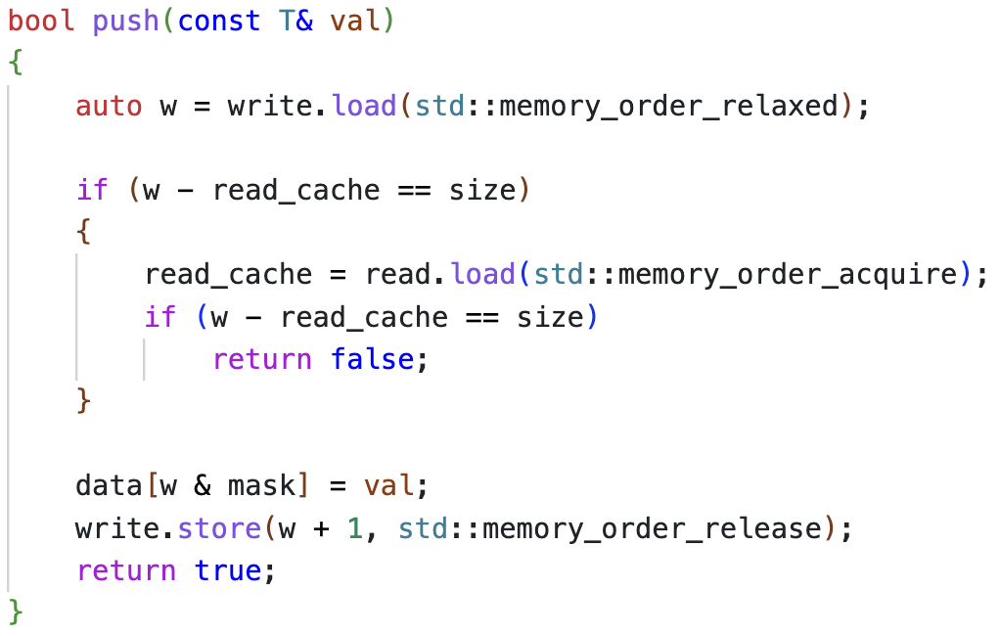 bool push(const T& val)
{
    auto w = write.load(std::memory_order_relaxed);

    if (w - read_cache == size)
    {
        read_cache = read.load(std::memory_order_acquire);
        if (w - read_cache == size)
            return false;
    }

    data[w & mask] = val;
    write.store(w + 1, std::memory_order_release);
    return true;
}